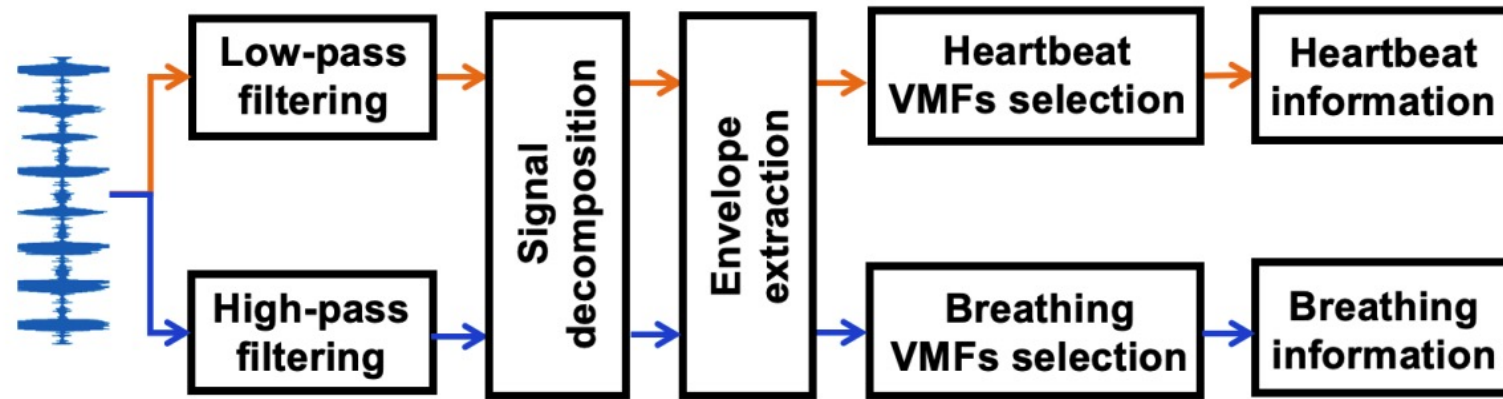 Low-pass
filtering
High-pass
filtering
Signal
decomposition
Envelope
extraction
Heartbeat
VMFs selection
Breathing
VMFs selection
Heartbeat
information
Breathing
information